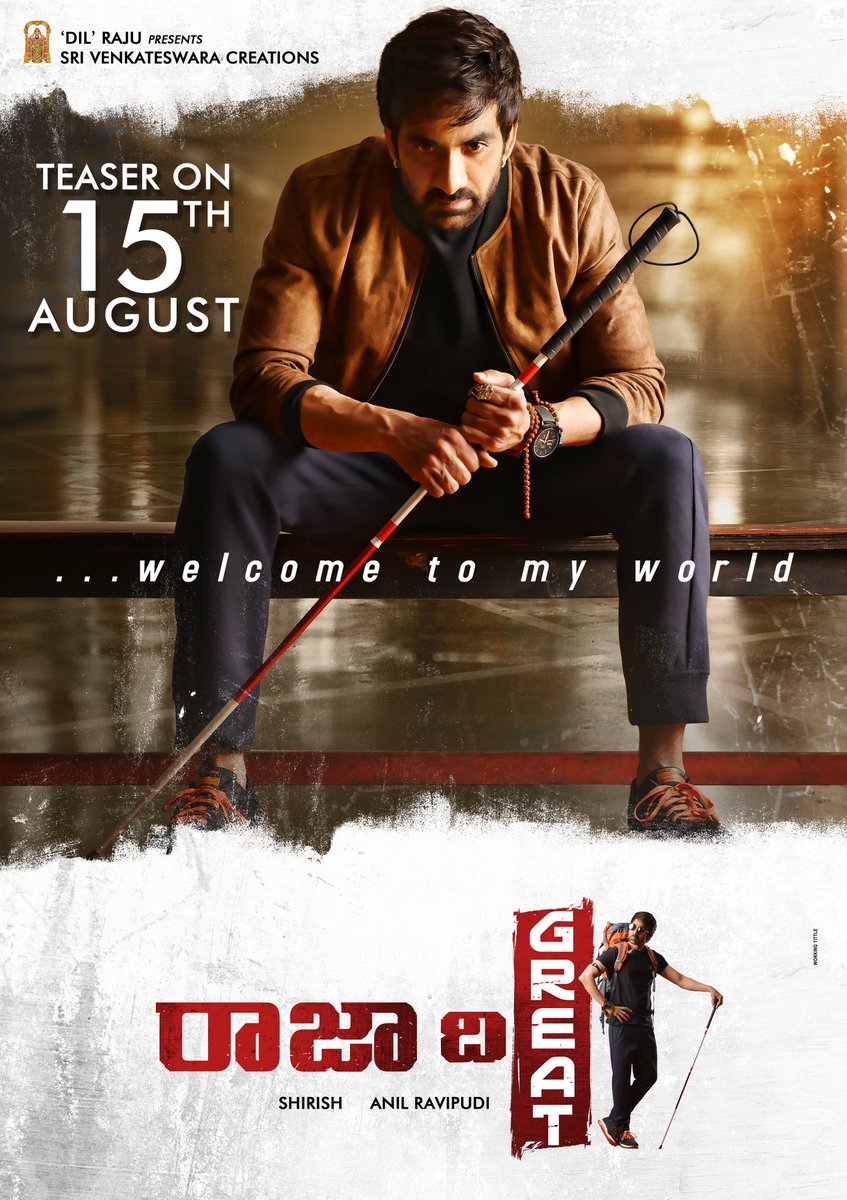 'DIL' RAJU PRESENTS
SRI VENKATESWARA CREATIONS
TEASER ON
15TH
AUGUST
...welcome to my world
రాజా ది GREAT
SHIRISH ANIL RAVIPUDI
WORKING TITTLE